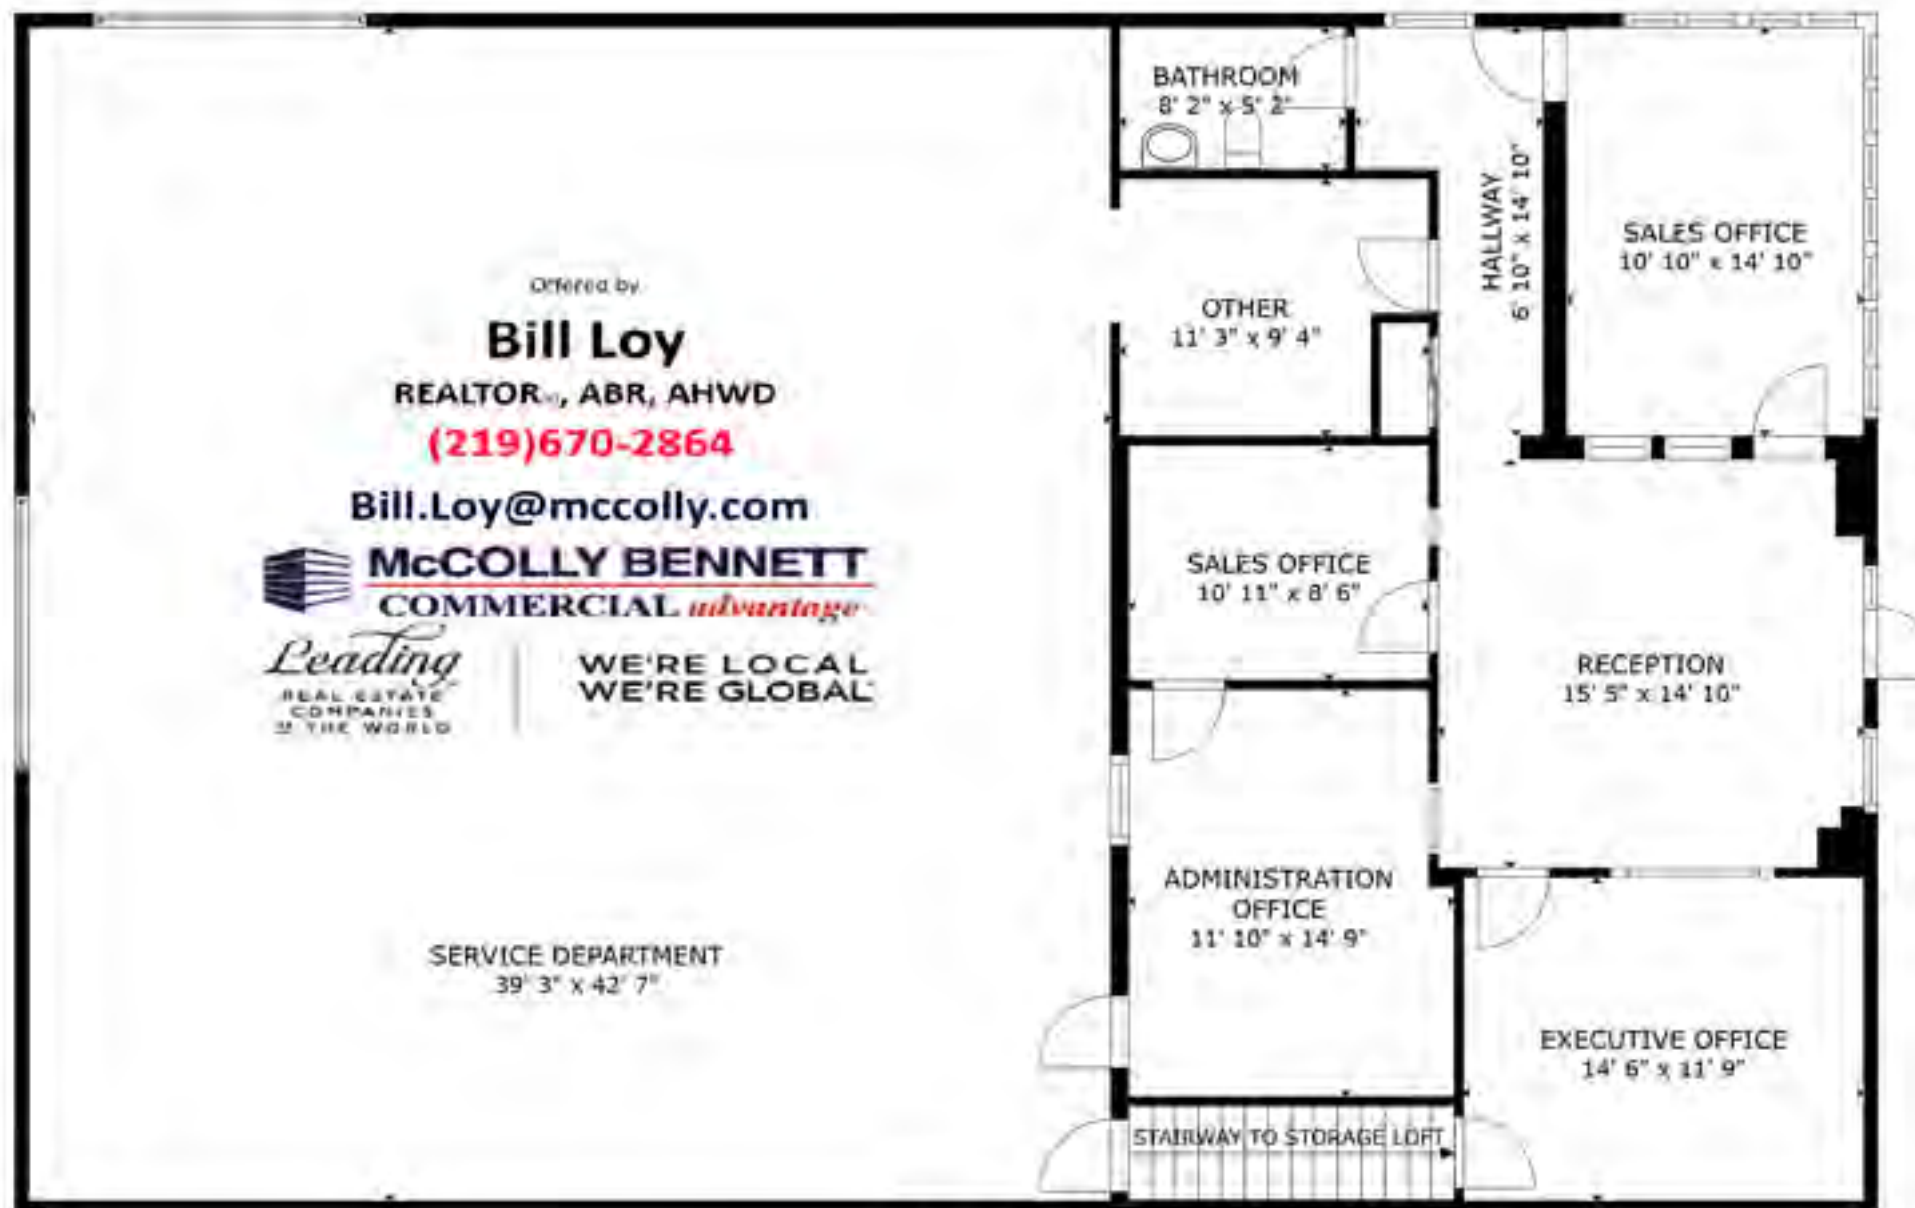 BATHROOM
8' 2" x 5' 2"
HALLWAY
6' 10" x 14' 10"
SALES OFFICE
10' 10" x 14' 10"
OTHER
11' 3" x 9' 4"
Offered by
Bill Loy
REALTOR®, ABR, AHWD
(219)670-2864
Bill.Loy@mccolly.com
McCOLLY BENNETT
COMMERCIAL advantage
Leading
REAL ESTATE
COMPANIES
of THE WORLD
WE'RE LOCAL
WE'RE GLOBAL
SALES OFFICE
10' 11" x 8' 6"
RECEPTION
15' 5" x 14' 10"
ADMINISTRATION
OFFICE
11' 10" x 14' 9"
SERVICE DEPARTMENT
39' 3" x 42' 7"
EXECUTIVE OFFICE
14' 6" x 11' 9"
STAIRWAY TO STORAGE LOFT